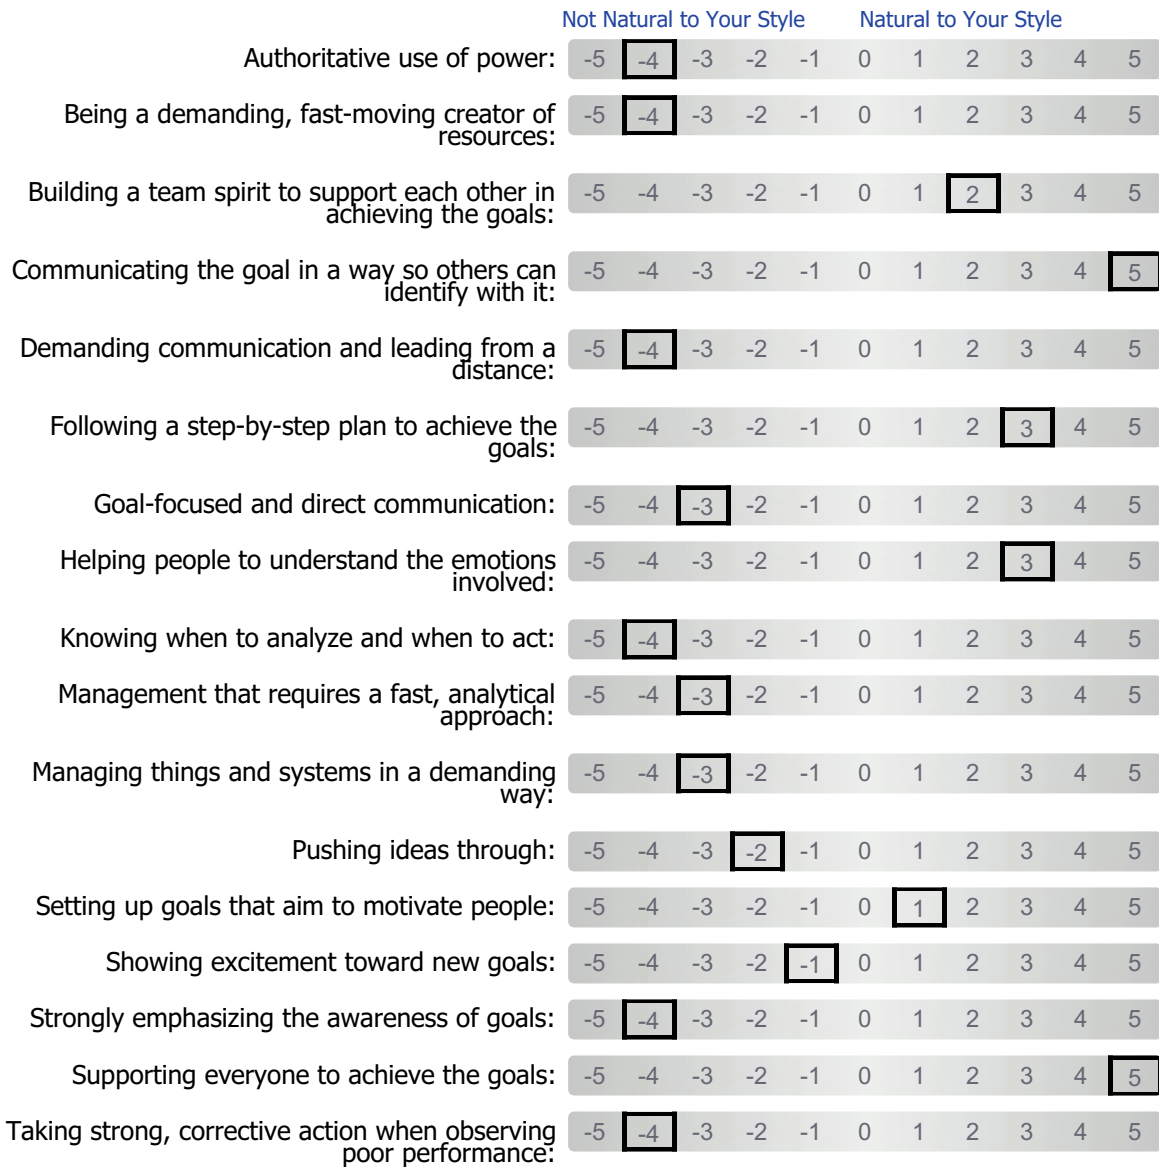 Not Natural to Your Style Natural to Your Style
Authoritative use of power: -5 -4 -3 -2 -1 0 1 2 3 4 5
Being a demanding, fast-moving creator of
resources: -5 -4 -3 -2 -1 0 1 2 3 4 5
Building a team spirit to support each other in
achieving the goals: -5 -4 -3 -2 -1 0 1 2 3 4 5
Communicating the goal in a way so others can
identify with it: -5 -4 -3 -2 -1 0 1 2 3 4 5
Demanding communication and leading from a
distance: -5 -4 -3 -2 -1 0 1 2 3 4 5
Following a step-by-step plan to achieve the
goals: -5 -4 -3 -2 -1 0 1 2 3 4 5
Goal-focused and direct communication: -5 -4 -3 -2 -1 0 1 2 3 4 5
Helping people to understand the emotions
involved: -5 -4 -3 -2 -1 0 1 2 3 4 5
Knowing when to analyze and when to act: -5 -4 -3 -2 -1 0 1 2 3 4 5
Management that requires a fast, analytical
approach: -5 -4 -3 -2 -1 0 1 2 3 4 5
Managing things and systems in a demanding
way: -5 -4 -3 -2 -1 0 1 2 3 4 5
Pushing ideas through: -5 -4 -3 -2 -1 0 1 2 3 4 5
Setting up goals that aim to motivate people: -5 -4 -3 -2 -1 0 1 2 3 4 5
Showing excitement toward new goals: -5 -4 -3 -2 -1 0 1 2 3 4 5
Strongly emphasizing the awareness of goals: -5 -4 -3 -2 -1 0 1 2 3 4 5
Supporting everyone to achieve the goals: -5 -4 -3 -2 -1 0 1 2 3 4 5
Taking strong, corrective action when observing
poor performance: -5 -4 -3 -2 -1 0 1 2 3 4 5